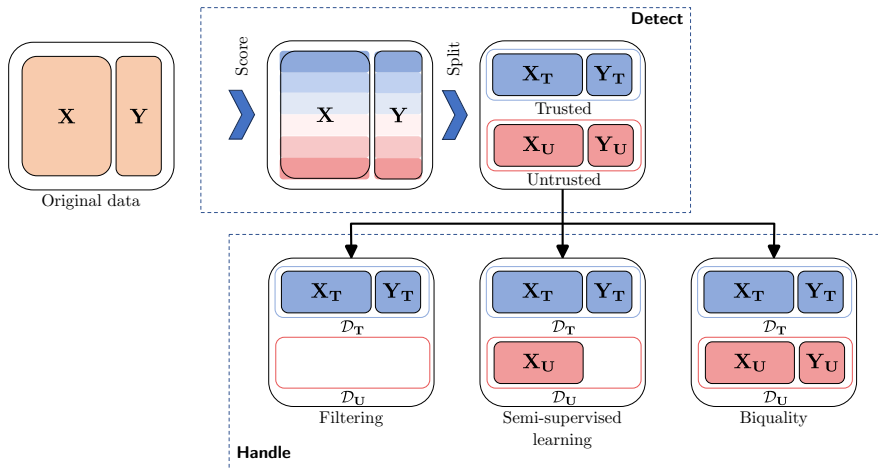 Detect
Score
Split
X Y
Original data
X Y
X_T Y_T
Trusted
X_U Y_U
Untrusted
X_T Y_T
𝒟_T
𝒟_U
Filtering
X_T Y_T
𝒟_T
X_U
𝒟_U
Semi-supervised
learning
X_T Y_T
𝒟_T
X_U Y_U
𝒟_U
Biquality
Handle